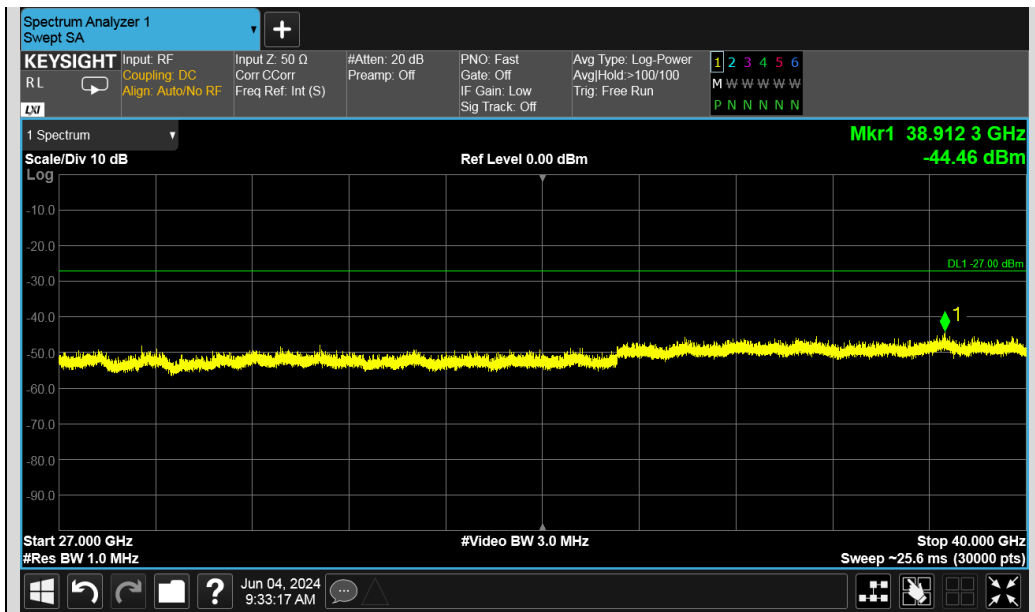 Spectrum Analyzer 1
Swept SA
+
KEYSIGHT
R L
LXI
Input: RF
Coupling: DC
Align: Auto/No RF
Input Z: 50 Ω
Corr CCorr
Freq Ref: Int (S)
#Atten: 20 dB
Preamp: Off
PNO: Fast
Gate: Off
IF Gain: Low
Sig Track: Off
Avg Type: Log-Power
Avg|Hold:>100/100
Trig: Free Run
1 2 3 4 5 6
M W W W W W
P N N N N N
1 Spectrum
Mkr1 38.912 3 GHz
Scale/Div 10 dB
Ref Level 0.00 dBm
-44.46 dBm
Log
-10.0
-20.0
DL1 -27.00 dBm
-30.0
1
-40.0
-50.0
-60.0
-70.0
-80.0
-90.0
Start 27.000 GHz
#Video BW 3.0 MHz
Stop 40.000 GHz
#Res BW 1.0 MHz
Sweep ~25.6 ms (30000 pts)
?
Jun 04, 2024
9:33:17 AM